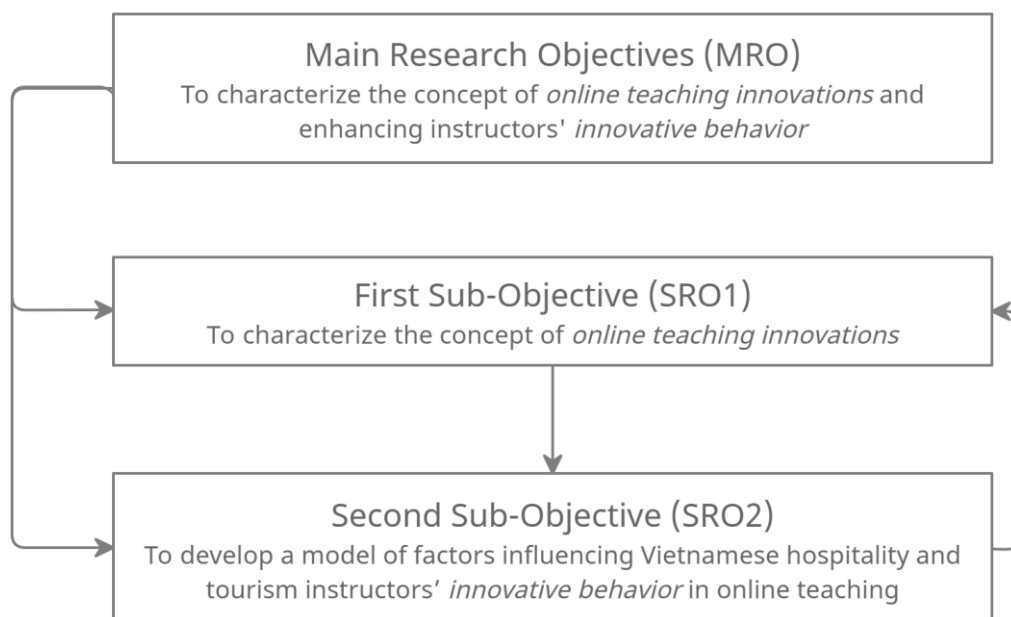 Main Research Objectives (MRO)
To characterize the concept of online teaching innovations and
enhancing instructors' innovative behavior
First Sub-Objective (SRO1)
To characterize the concept of online teaching innovations
Second Sub-Objective (SRO2)
To develop a model of factors influencing Vietnamese hospitality and
tourism instructors’ innovative behavior in online teaching